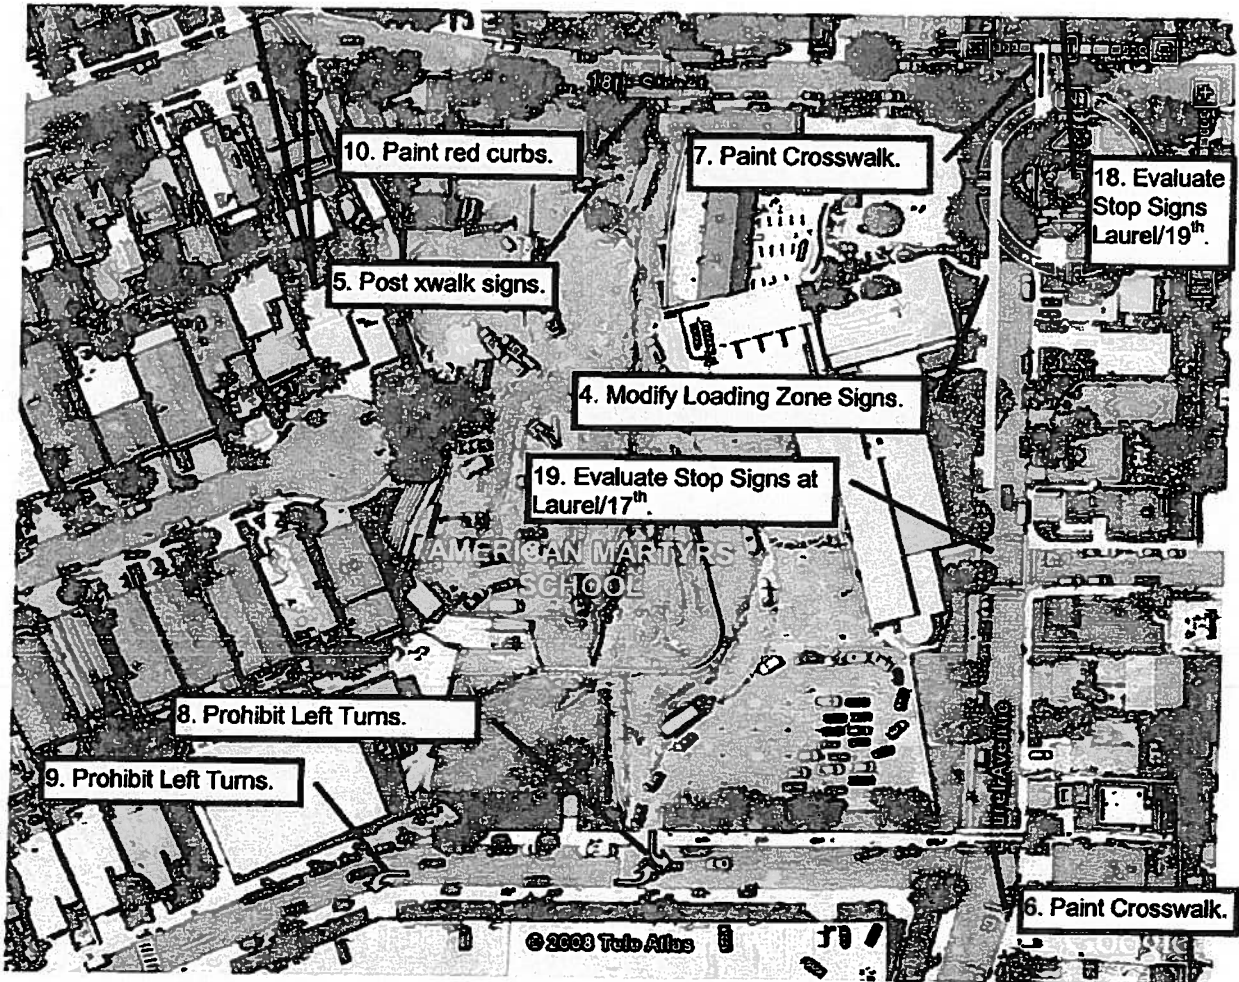 10. Paint red curbs.
7. Paint Crosswalk.
18. Evaluate
Stop Signs
Laurel/19th.
5. Post xwalk signs.
4. Modify Loading Zone Signs.
19. Evaluate Stop Signs at
Laurel/17th.
AMERICAN MARTYRS
SCHOOL
8. Prohibit Left Turns.
9. Prohibit Left Turns.
6. Paint Crosswalk.
© 2008 Tele Atlas